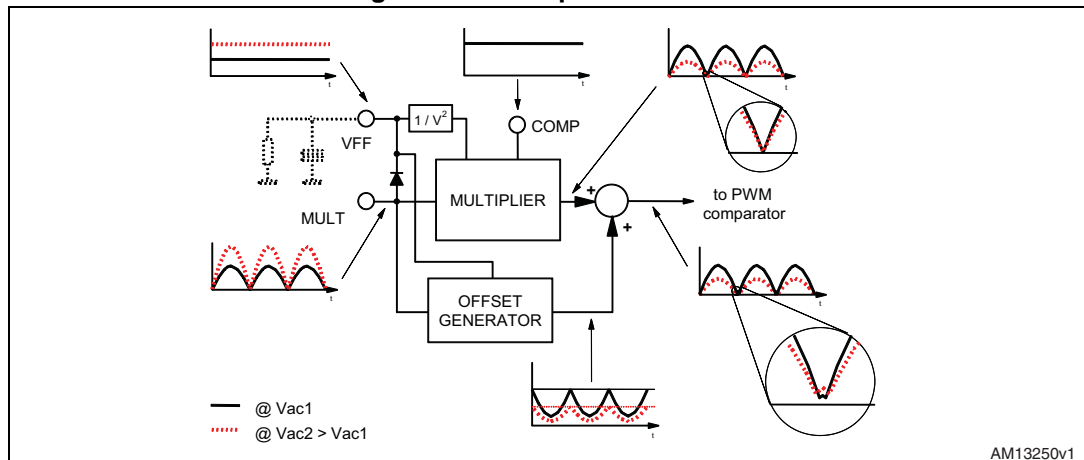 t
t
t
VFF
1 / V²
COMP
MULTIPLIER
+
to PWM
comparator
MULT
+
t
OFFSET
GENERATOR
t
t
@ Vac1
@ Vac2 > Vac1
AM13250v1